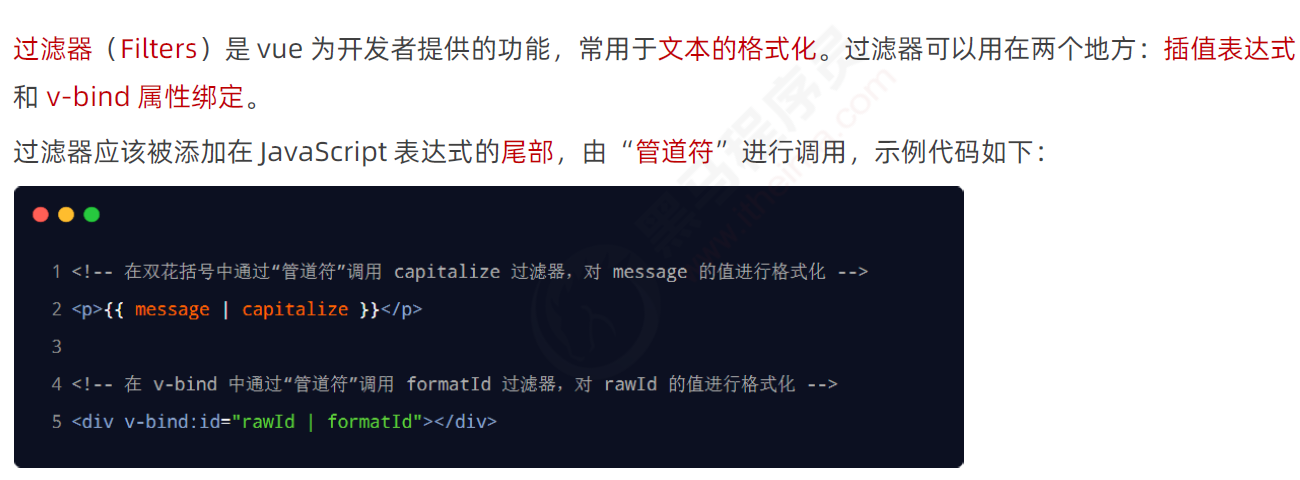 过滤器（Filters）是 vue 为开发者提供的功能，常用于文本的格式化。过滤器可以用在两个地方：插值表达式
和 v-bind 属性绑定。
过滤器应该被添加在 JavaScript 表达式的尾部，由“管道符”进行调用，示例代码如下：
1 <!-- 在双花括号中通过“管道符”调用 capitalize 过滤器，对 message 的值进行格式化 -->
2 <p>{{ message | capitalize }}</p>
3
4 <!-- 在 v-bind 中通过“管道符”调用 formatId 过滤器，对 rawId 的值进行格式化 -->
5 <div v-bind:id="rawId | formatId"></div>
黑马程序员